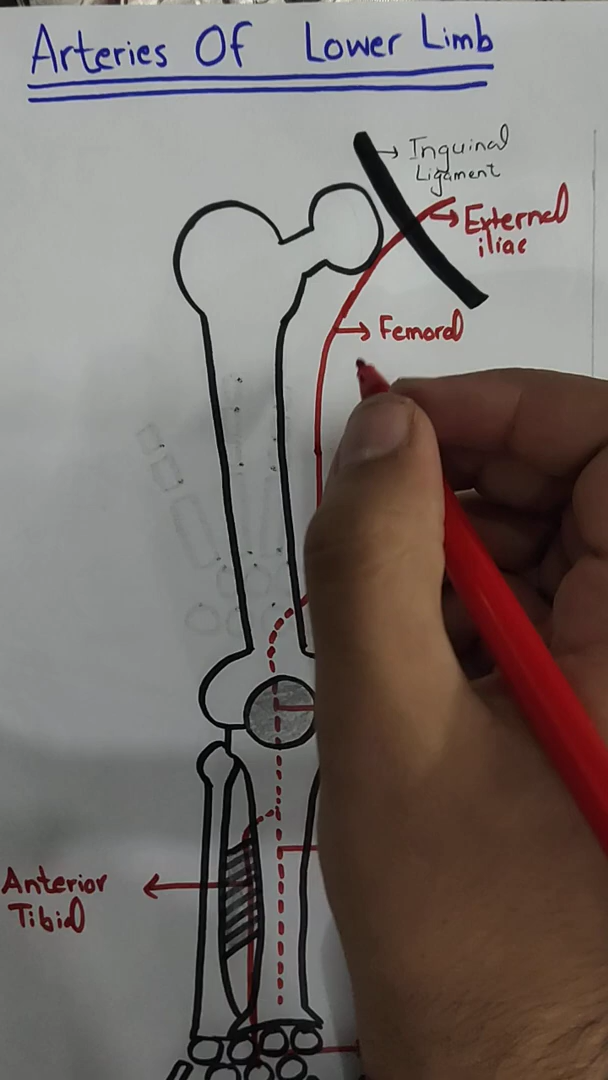 Arteries Of Lower Limb
Inguinal
Ligament
External
iliac
Femoral
Anterior
Tibial